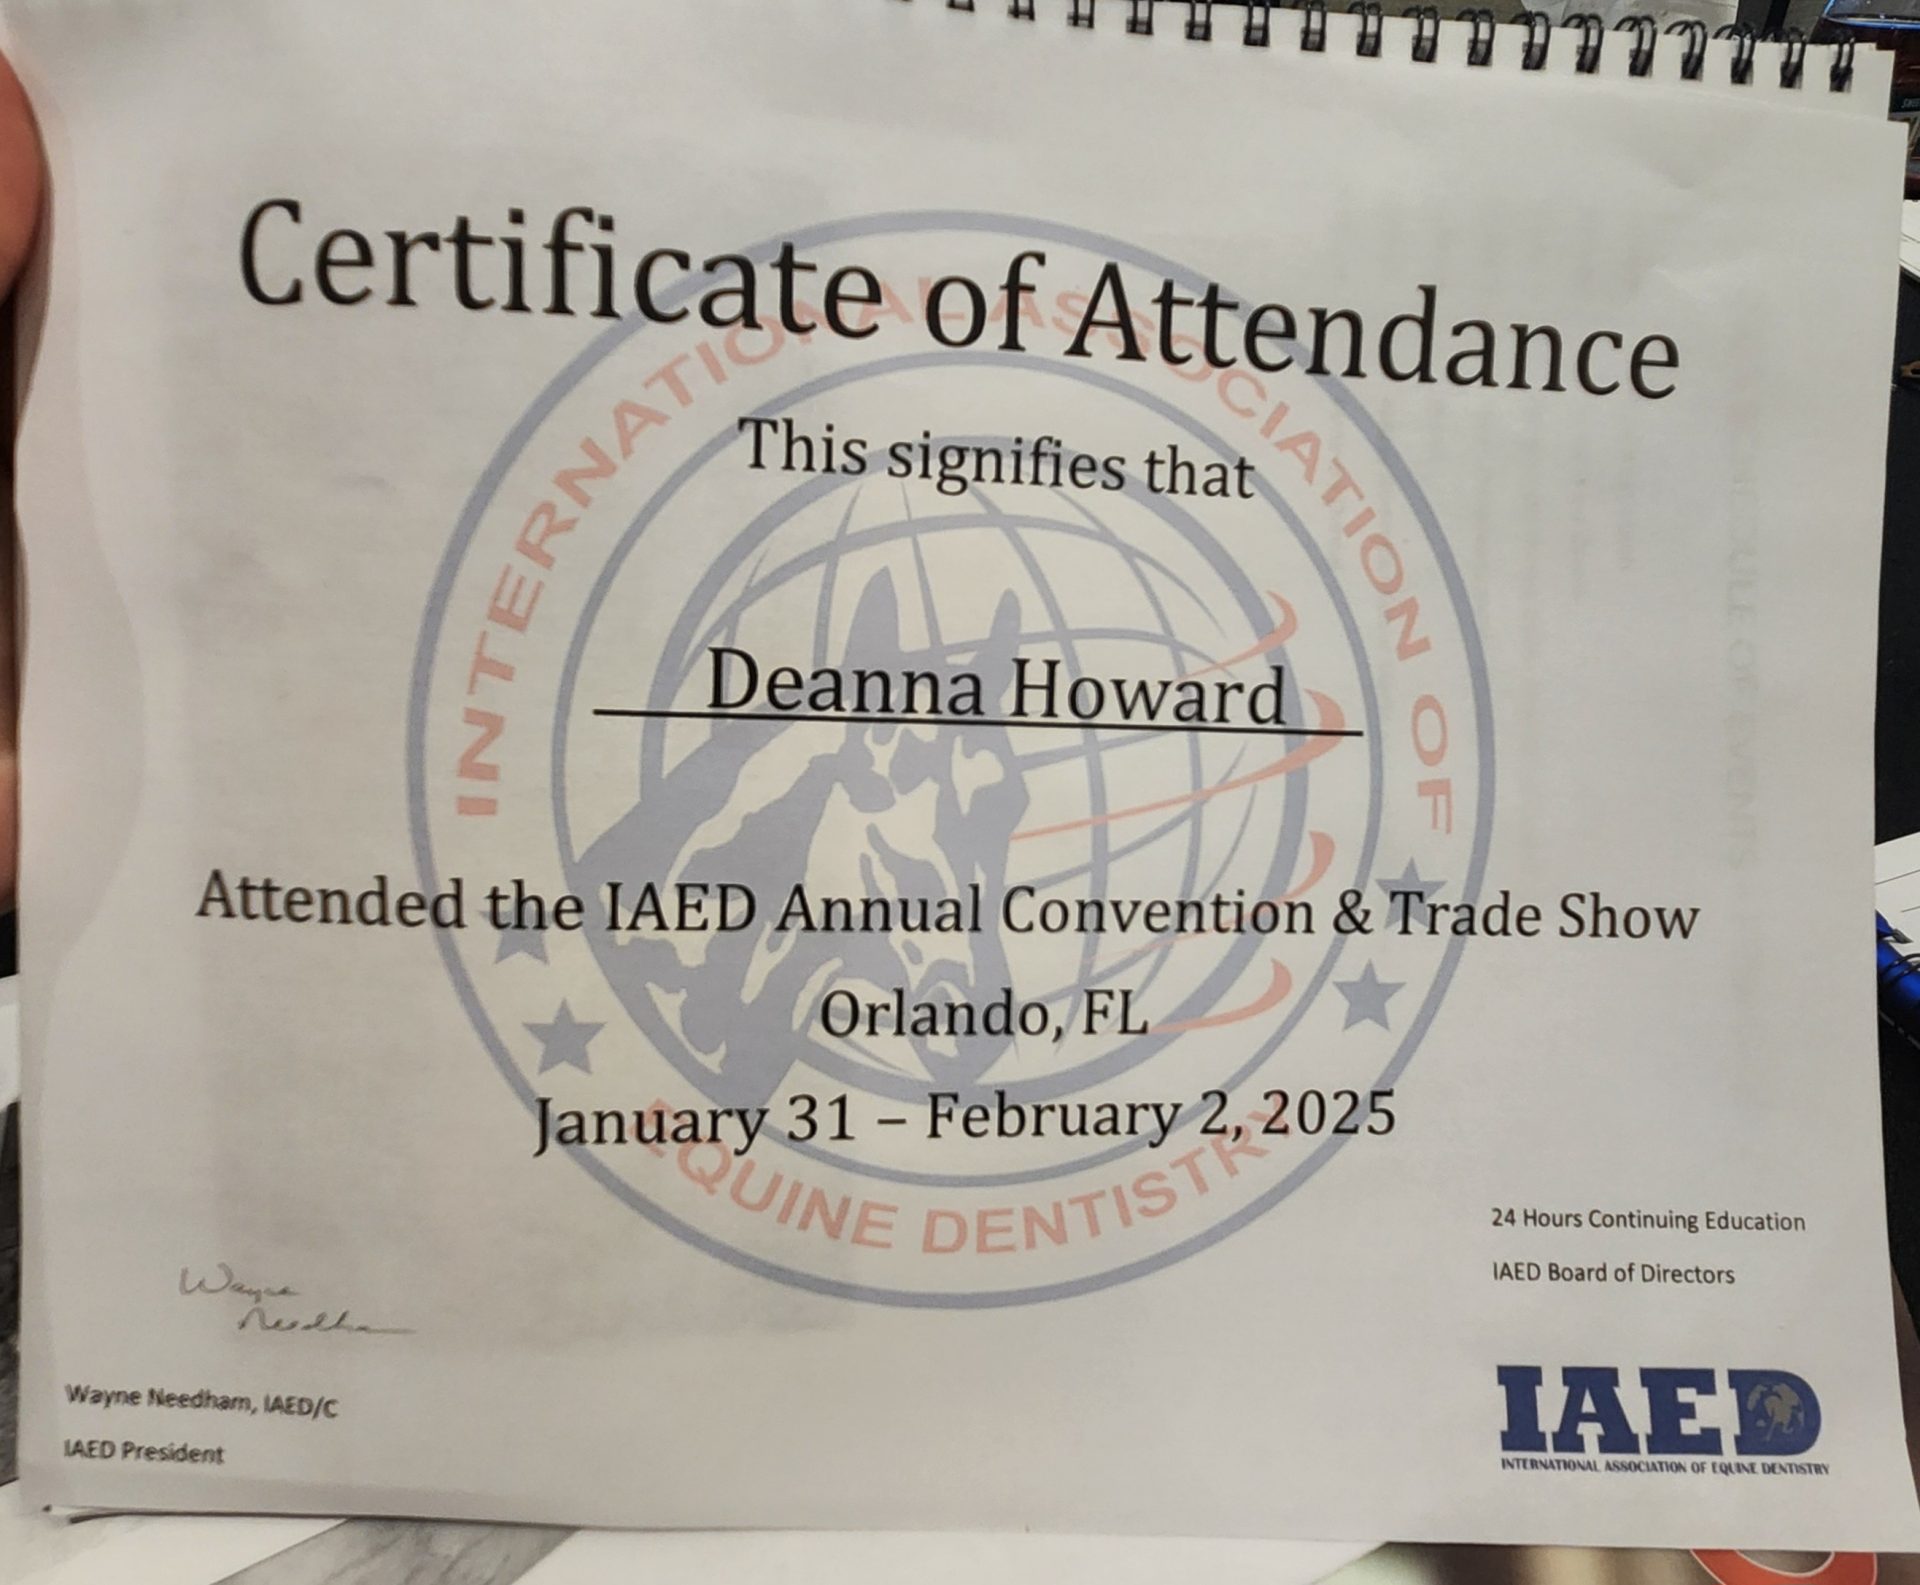 Certificate of Attendance
This signifies that
Deanna Howard
Attended the IAED Annual Convention & Trade Show
Orlando, FL
January 31 – February 2, 2025
INTERNATIONAL ASSOCIATION OF
EQUINE DENTISTRY
24 Hours Continuing Education
IAED Board of Directors
Wayne
Needham
Wayne Needham, IAED/C
IAED President
IAED
INTERNATIONAL ASSOCIATION OF EQUINE DENTISTRY